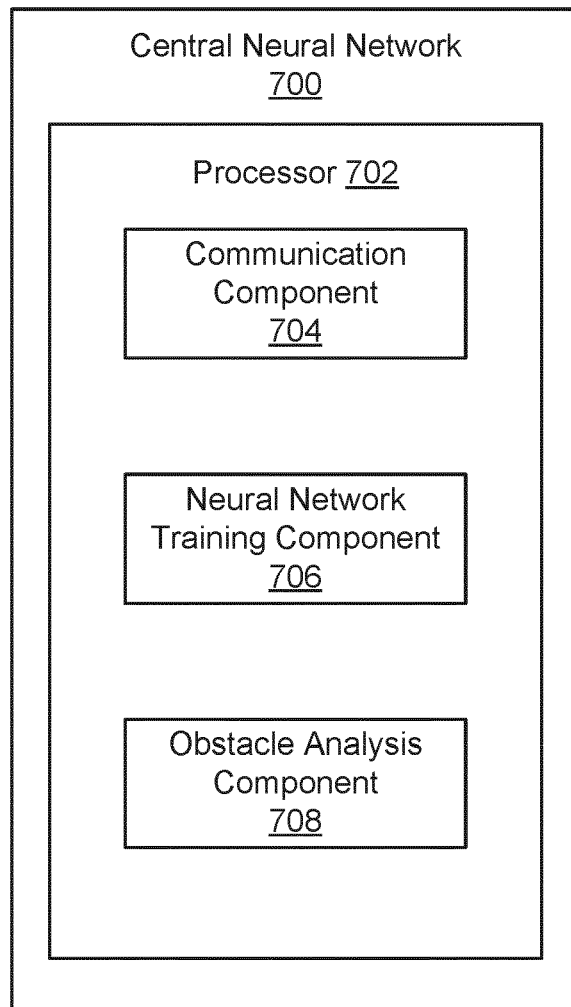 Central Neural Network
700
Processor 702
Communication
Component
704
Neural Network
Training Component
706
Obstacle Analysis
Component
708